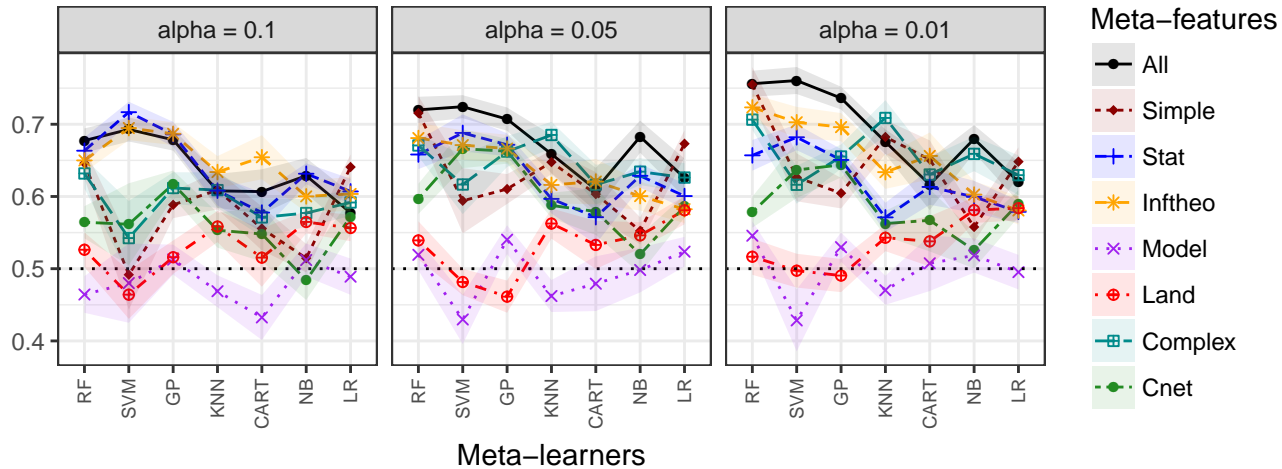 alpha = 0.1
alpha = 0.05
alpha = 0.01
0.7
0.6
0.5
0.4
RF
SVM
GP
KNN
CART
NB
LR
RF
SVM
GP
KNN
CART
NB
LR
RF
SVM
GP
KNN
CART
NB
LR
Meta−learners
Meta−features
All
Simple
Stat
Inftheo
Model
Land
Complex
Cnet